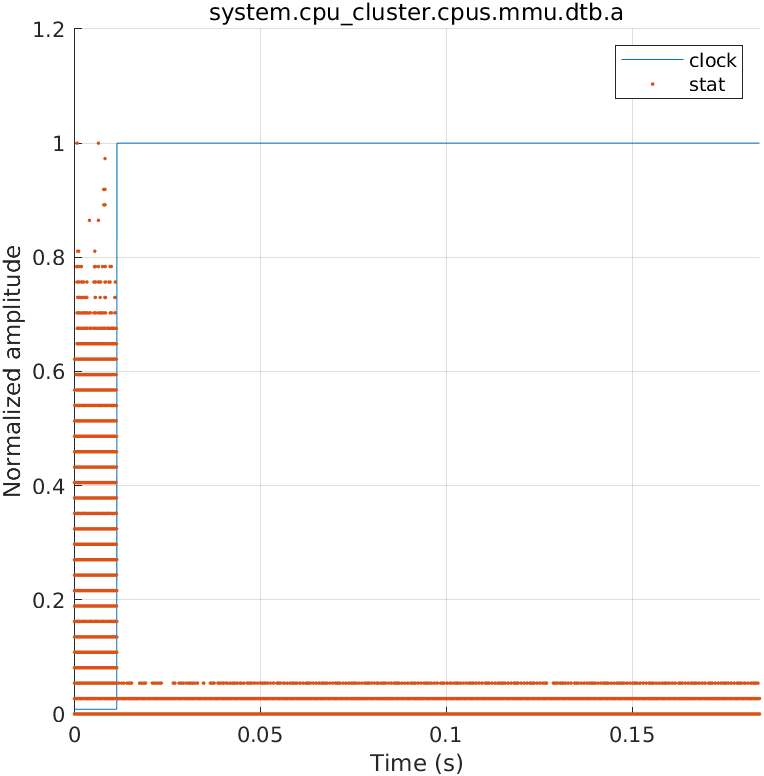 system.cpu_cluster.cpus.mmu.dtb.a
clock
stat
Normalized amplitude
1.2
1
0.8
0.6
0.4
0.2
0
0
0.05
0.1
0.15
Time (s)